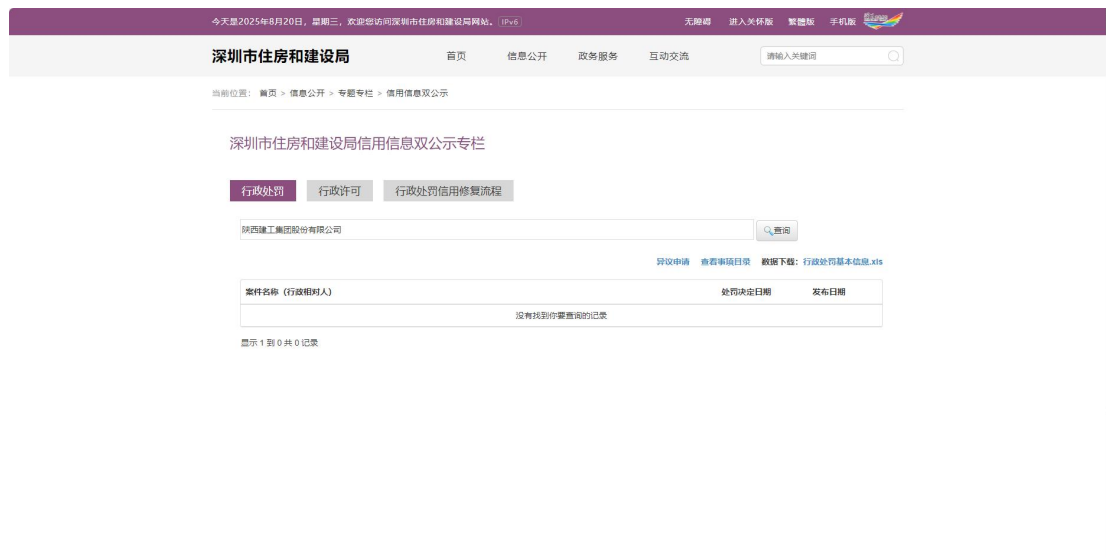 今天是2025年8月20日，星期三，欢迎您访问深圳市住房和建设局网站。 IPv6 无障碍 进入关怀版 繁體版 手机版
深圳市住房和建设局 首页 信息公开 政务服务 互动交流 请输入关键词
当前位置： 首页 > 信息公开 > 专题专栏 > 信用信息双公示
深圳市住房和建设局信用信息双公示专栏
行政处罚 行政许可 行政处罚信用修复流程
陕西建工集团股份有限公司 查询
异议申请 查看事项目录 数据下载： 行政处罚基本信息.xls
案件名称（行政相对人） 处罚决定日期 发布日期
没有找到你要查询的记录
显示 1 到 0 共 0 记录